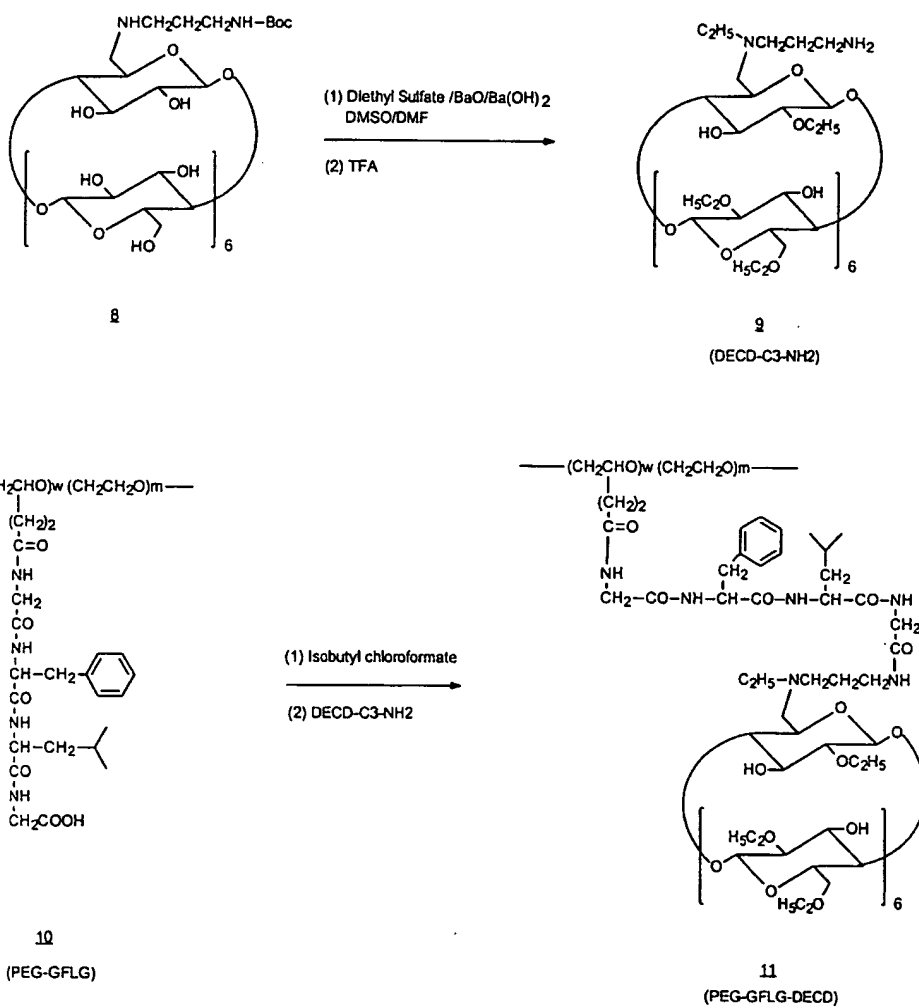 NHCH2CH2CH2NH–Boc
O
O
HO
OH
(1) Diethyl Sulfate /BaO/Ba(OH)2
DMSO/DMF
(2) TFA
HO
OH
O
O
HO
6
8
C2H5
NCH2CH2CH2NH2
O
O
HO
OC2H5
H5C2O
OH
O
O
H5C2O
6
9
(DECD-C3-NH2)
H2CHO)w (CH2CH2O)m
(CH2)2
C=O
NH
CH2
CO
NH
CH–CH2
CO
NH
CH–CH2
CO
NH
CH2COOH
10
(PEG-GFLG)
(1) Isobutyl chloroformate
(2) DECD-C3-NH2
(CH2CHO)w (CH2CH2O)m
(CH2)2
C=O
NH
CH2
CH2
CH2–CO–NH–CH–CO–NH–CH–CO–NH
CH2
CO
C2H5–NCH2CH2CH2NH
O
O
HO
OC2H5
H5C2O
OH
O
O
H5C2O
6
11
(PEG-GFLG-DECD)